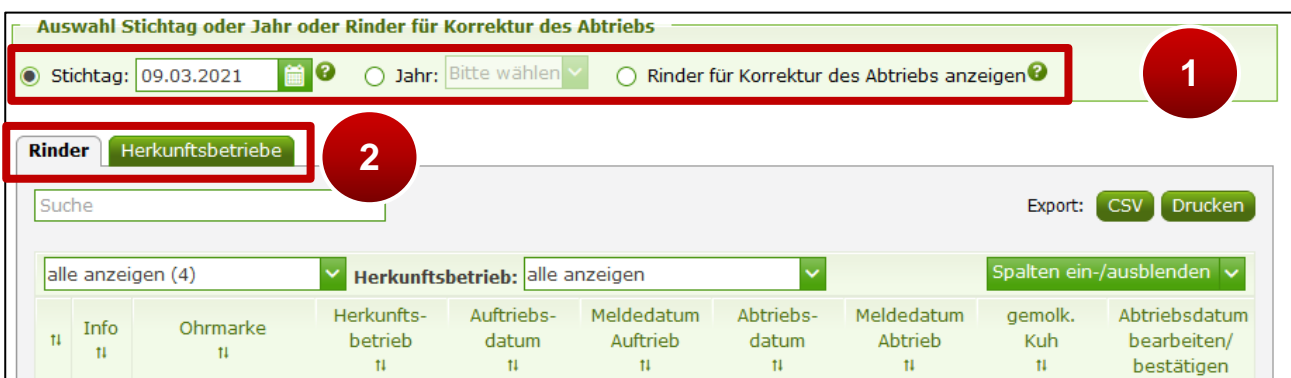 Auswahl Stichtag oder Jahr oder Rinder für Korrektur des Abtriebs
Stichtag: 09.03.2021 ? Jahr: Bitte wählen Rinder für Korrektur des Abtriebs anzeigen ?
1
Rinder Herkunftsbetriebe
2
Suche Export: CSV Drucken
alle anzeigen (4) Herkunftsbetrieb: alle anzeigen Spalten ein-/ausblenden
Info Ohrmarke Herkunfts- Auftriebs- Meldedatum Abtriebs- Meldedatum gemolk. Abtriebsdatum
betrieb datum Auftrieb datum Abtrieb Kuh bearbeiten/
bestätigen